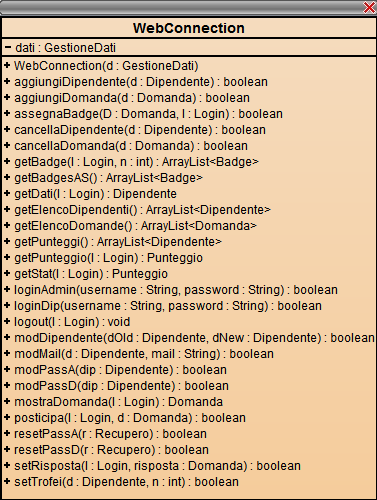 WebConnection
- dati : GestioneDati
+ WebConnection(d : GestioneDati)
+ aggiungiDipendente(d : Dipendente) : boolean
+ aggiungiDomanda(d : Domanda) : boolean
+ assegnaBadge(D : Domanda, l : Login) : boolean
+ cancellaDipendente(d : Dipendente) : boolean
+ cancellaDomanda(d : Domanda) : boolean
+ getBadge(l : Login, n : int) : ArrayList<Badge>
+ getBadgesAS() : ArrayList<Badge>
+ getDati(l : Login) : Dipendente
+ getElencoDipendenti() : ArrayList<Dipendente>
+ getElencoDomande() : ArrayList<Domanda>
+ getPunteggi() : ArrayList<Dipendente>
+ getPunteggio(l : Login) : Punteggio
+ getStat(l : Login) : Punteggio
+ loginAdmin(username : String, password : String) : boolean
+ loginDip(username : String, password : String) : boolean
+ logout(l : Login) : void
+ modDipendente(dOld : Dipendente, dNew : Dipendente) : boolean
+ modMail(d : Dipendente, mail : String) : boolean
+ modPassA(dip : Dipendente) : boolean
+ modPassD(dip : Dipendente) : boolean
+ mostraDomanda(l : Login) : Domanda
+ posticipa(l : Login, d : Domanda) : boolean
+ resetPassA(r : Recupero) : boolean
+ resetPassD(r : Recupero) : boolean
+ setRisposta(l : Login, risposta : Domanda) : boolean
+ setTrofei(d : Dipendente, n : int) : boolean